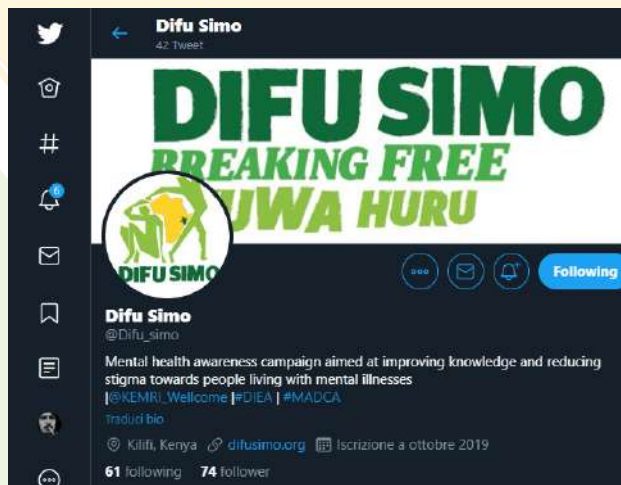 Difu Simo
42 Tweet
6
DIFU SIMO
BREAKING FREE
UWA HURU
DIFU SIMO
Following
Difu Simo
@Difu_simo
Mental health awareness campaign aimed at improving knowledge and reducing
stigma towards people living with mental illnesses
|@KEMRI_Wellcome |#DIEA | #MADCA
Traduci bio
Kilifi, Kenya difusimo.org Iscrizione a ottobre 2019
61 following 74 follower